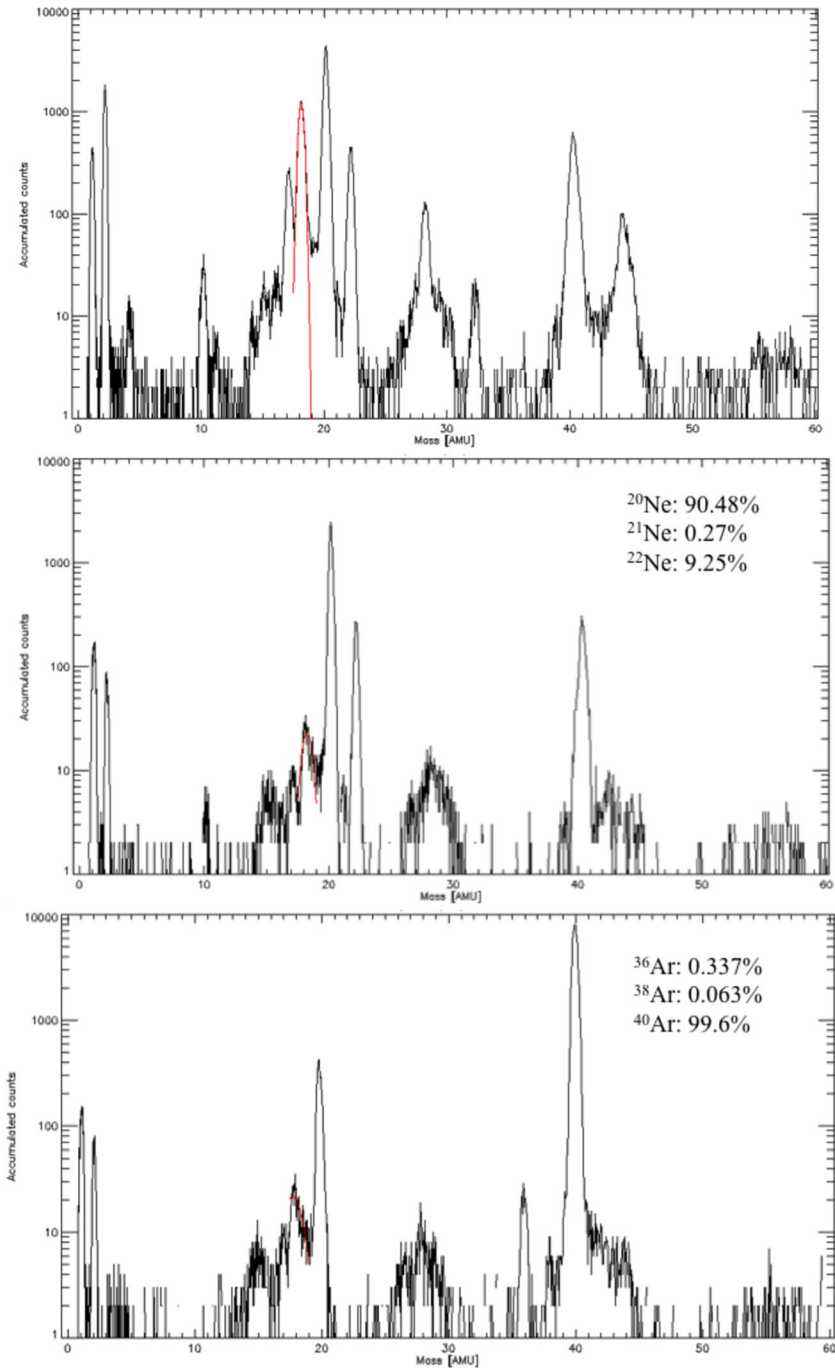 10000
1000
100
10
1
Accumulated counts
0 10 20 30 40 50 60
Mass [AMU]
10000
1000
100
10
1
Accumulated counts
²⁰Ne: 90.48%
²¹Ne: 0.27%
²²Ne: 9.25%
0 10 20 30 40 50 60
Mass [AMU]
10000
1000
100
10
1
Accumulated counts
³⁶Ar: 0.337%
³⁸Ar: 0.063%
⁴⁰Ar: 99.6%
0 10 20 30 40 50 60
Mass [AMU]